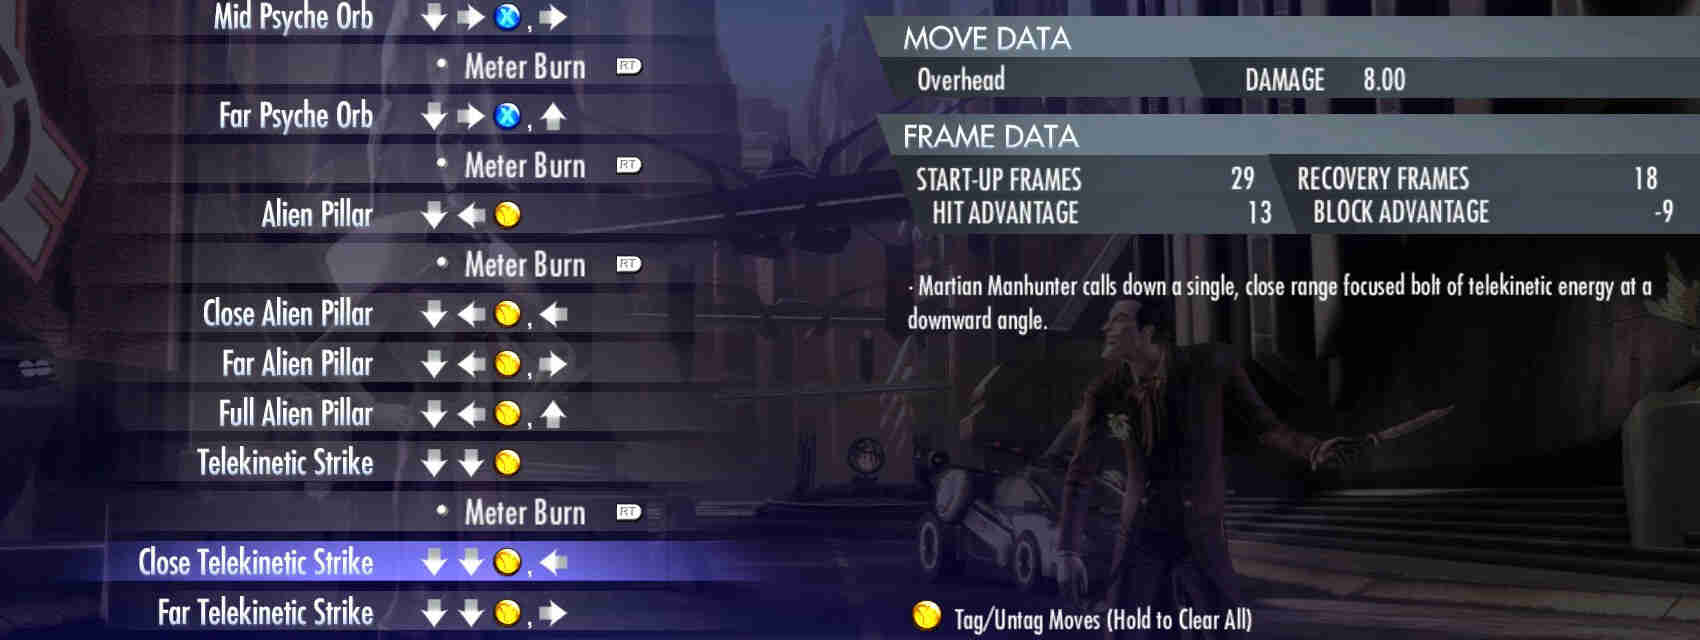 Mid Psyche Orb X ,
Meter Burn RT
Far Psyche Orb X ,
Meter Burn RT
Alien Pillar Y
Meter Burn RT
Close Alien Pillar Y ,
Far Alien Pillar Y ,
Full Alien Pillar Y ,
Telekinetic Strike Y
Meter Burn RT
Close Telekinetic Strike Y ,
Far Telekinetic Strike Y ,
MOVE DATA
Overhead DAMAGE 8.00
FRAME DATA
START-UP FRAMES 29 RECOVERY FRAMES 18
HIT ADVANTAGE 13 BLOCK ADVANTAGE -9
· Martian Manhunter calls down a single, close range focused bolt of telekinetic energy at a
downward angle.
Y Tag/Untag Moves (Hold to Clear All)